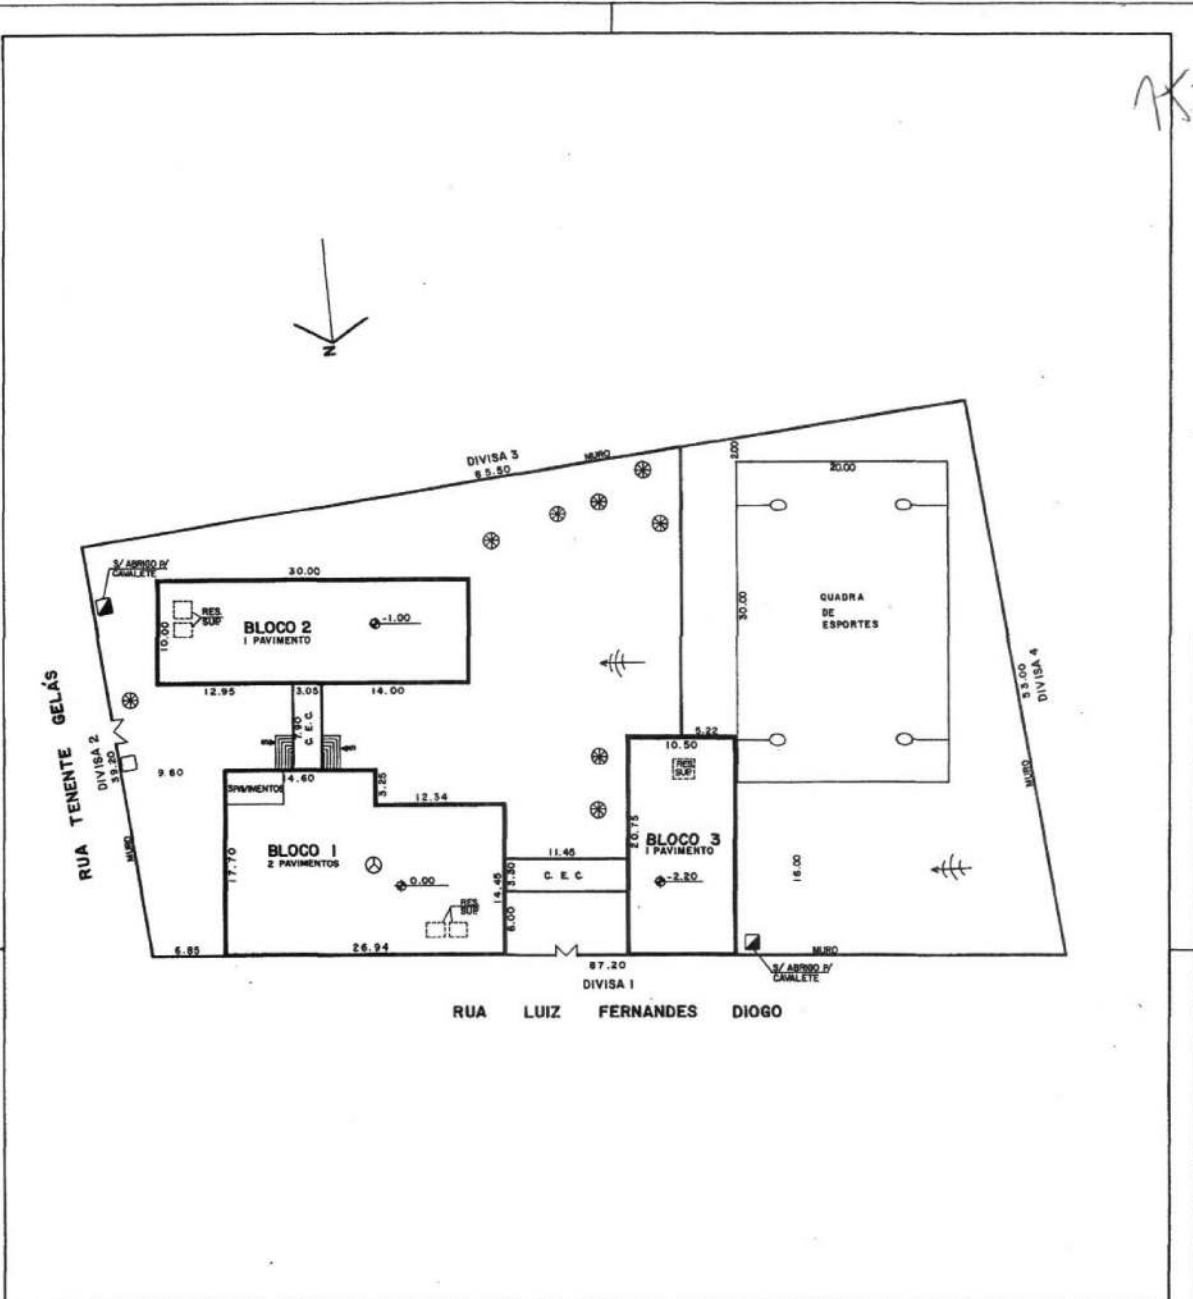 N
DIVISA 3
85.50
MURO
2.00
20.00
S/ ABRIGO P/
CAVALETE
30.00
10.00
RES.
SUP
BLOCO 2
1 PAVIMENTO
-1.00
30.00
QUADRA
DE
ESPORTES
12.95
3.05
14.00
7.90
C. E. C.
RUA TENENTE GELÁS
DIVISA 2
39.20
MURO
9.60
53.00
DIVISA 4
MURO
5.22
10.50
RES.
SUP
14.60
3.25
12.34
3 PAVIMENTOS
BLOCO 1
2 PAVIMENTOS
17.70
0.00
14.45
RES.
SUP
11.45
3.30
C. E. C
6.00
20.75
BLOCO 3
1 PAVIMENTO
-2.20
16.00
6.85
26.94
MURO
S/ ABRIGO P/
CAVALETE
87.20
DIVISA 1
RUA LUIZ FERNANDES DIOGO